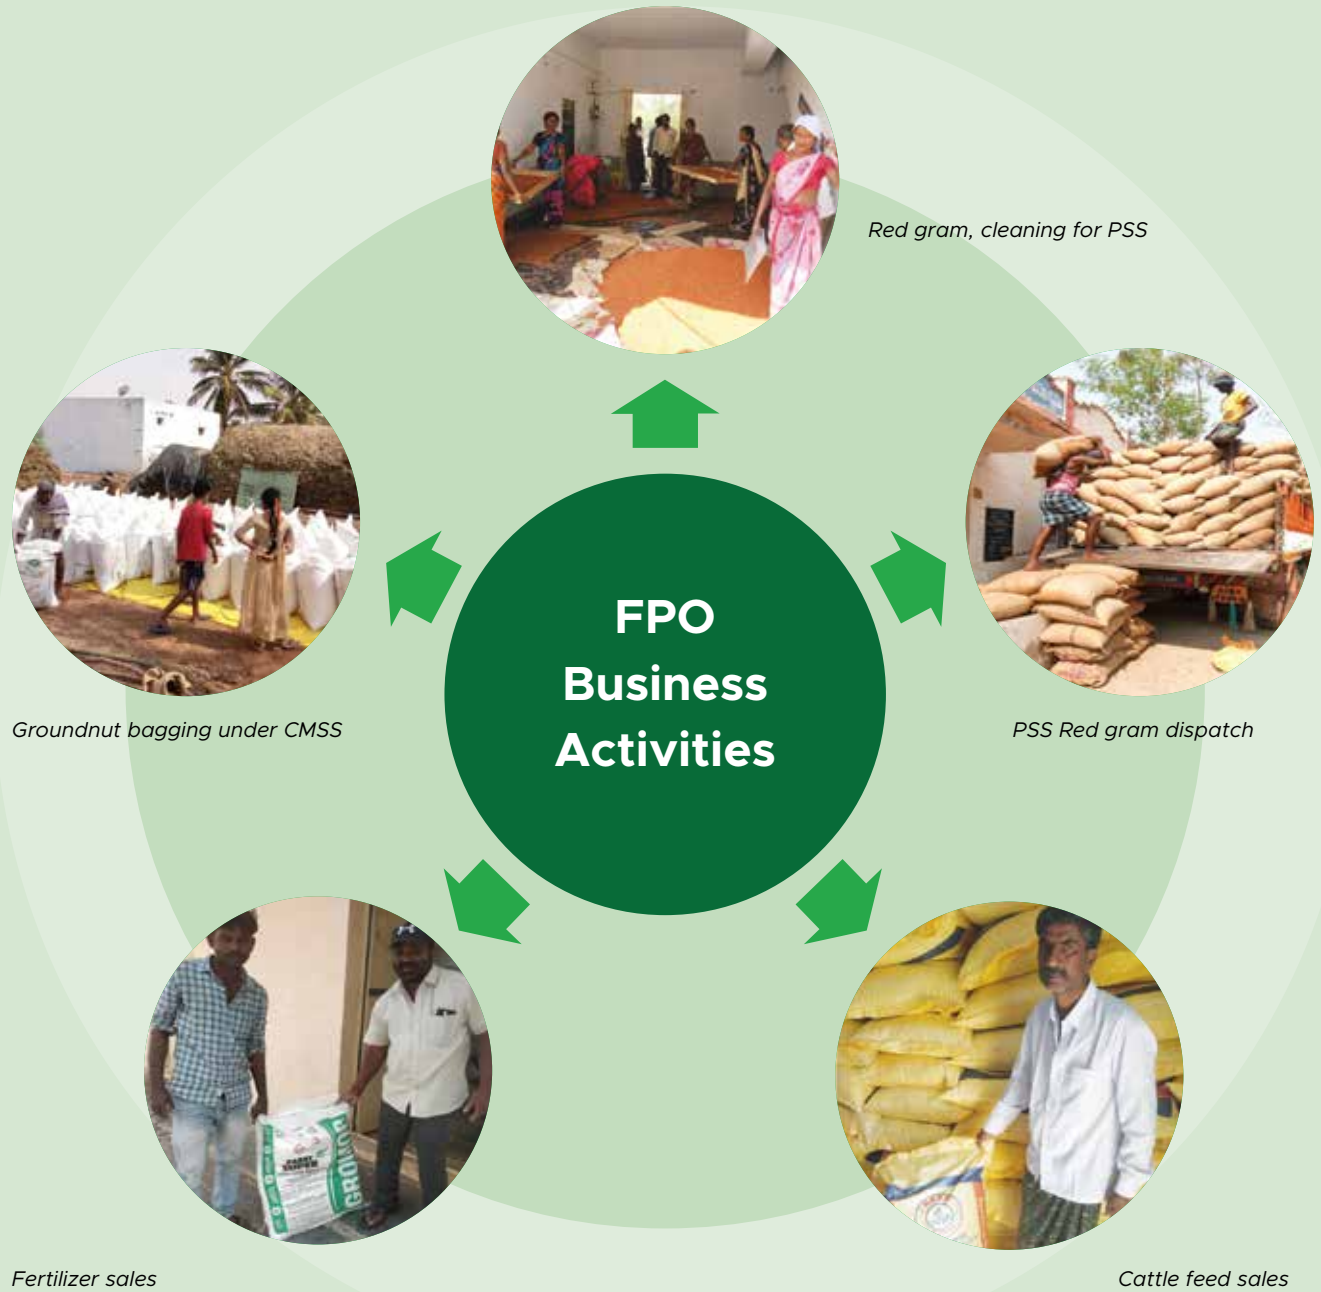 Red gram, cleaning for PSS
FPO
Business
Activities
Groundnut bagging under CMSS
PSS Red gram dispatch
GROMOR
SUPER
Fertilizer sales
Cattle feed sales